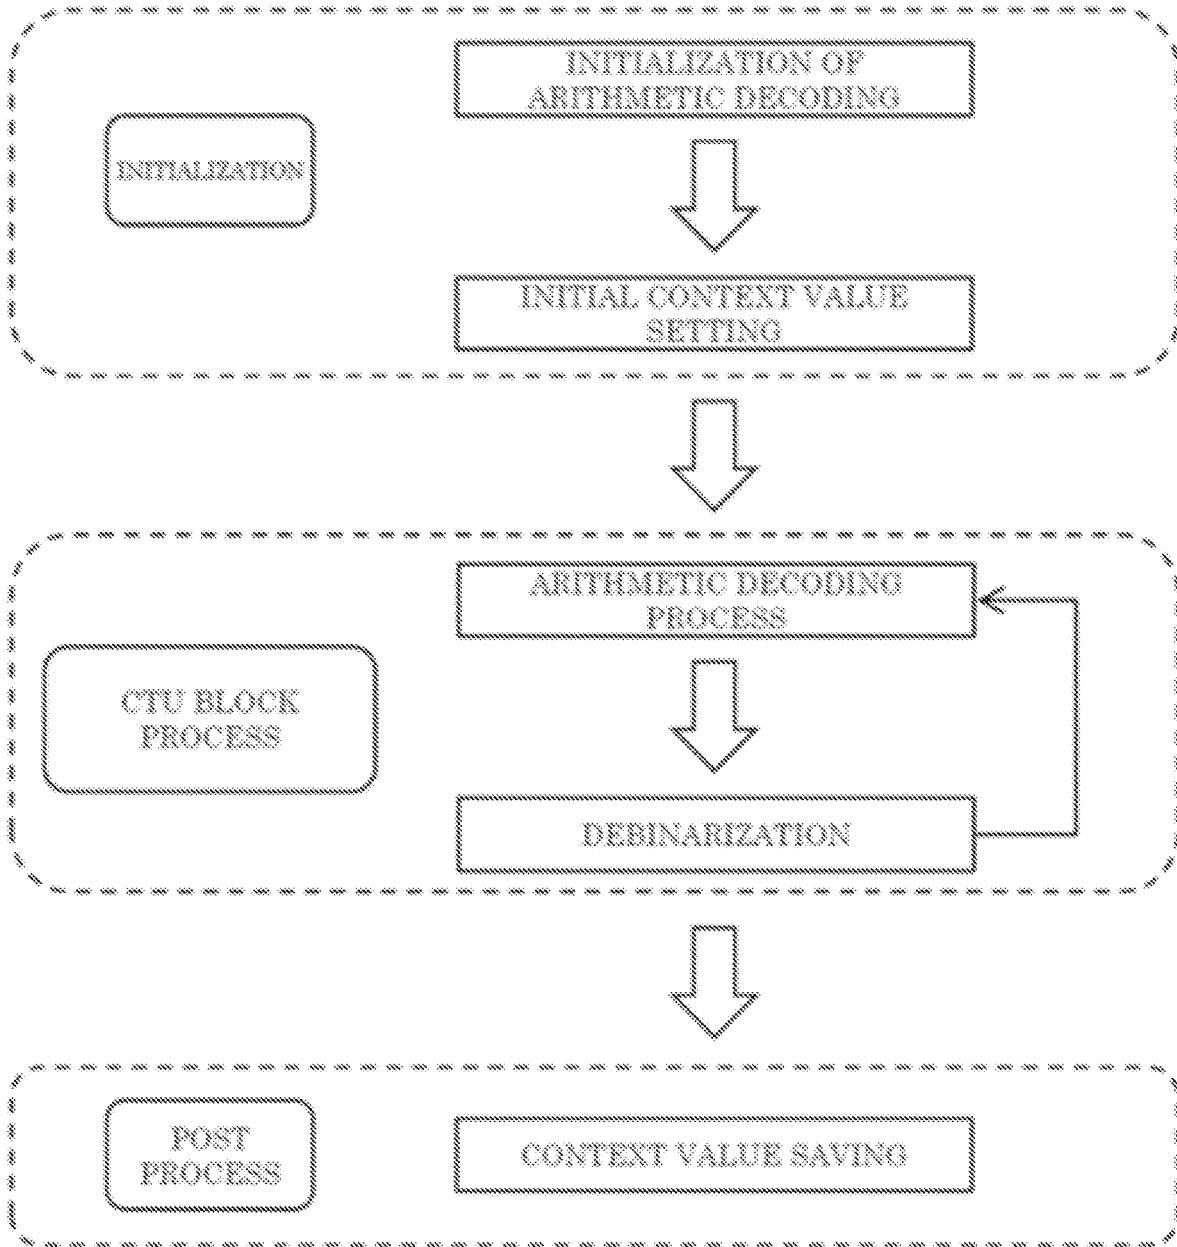 INITIALIZATION OF
ARITHMETIC DECODING
INITIALIZATION
INITIAL CONTEXT VALUE
SETTING
ARITHMETIC DECODING
PROCESS
CTU BLOCK
PROCESS
DEBINARIZATION
POST
PROCESS
CONTEXT VALUE SAVING